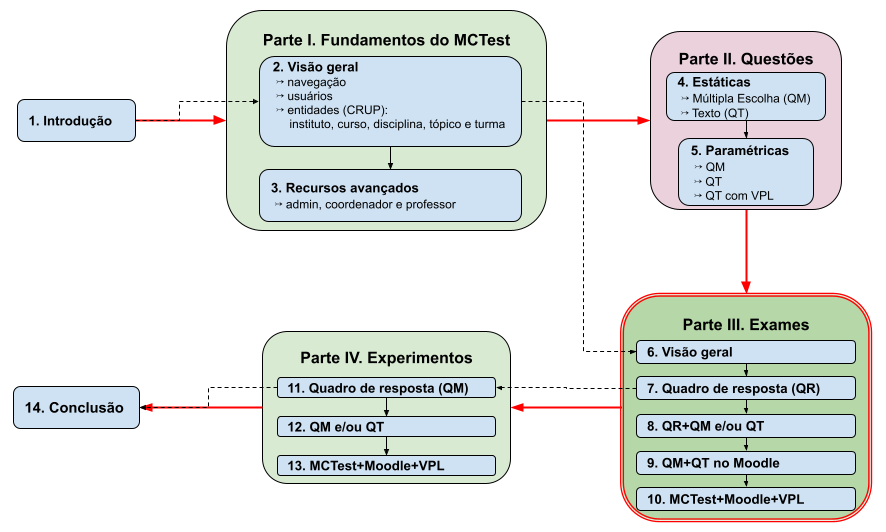 1. Introdução
Parte I. Fundamentos do MCTest
2. Visão geral
↣ navegação
↣ usuários
↣ entidades (CRUP):
instituto, curso, disciplina, tópico e turma
3. Recursos avançados
↣ admin, coordenador e professor
Parte II. Questões
4. Estáticas
↣ Múltipla Escolha (QM)
↣ Texto (QT)
5. Paramétricas
↣ QM
↣ QT
↣ QT com VPL
Parte III. Exames
6. Visão geral
7. Quadro de resposta (QR)
8. QR+QM e/ou QT
9. QM+QT no Moodle
10. MCTest+Moodle+VPL
Parte IV. Experimentos
11. Quadro de resposta (QM)
12. QM e/ou QT
13. MCTest+Moodle+VPL
14. Conclusão